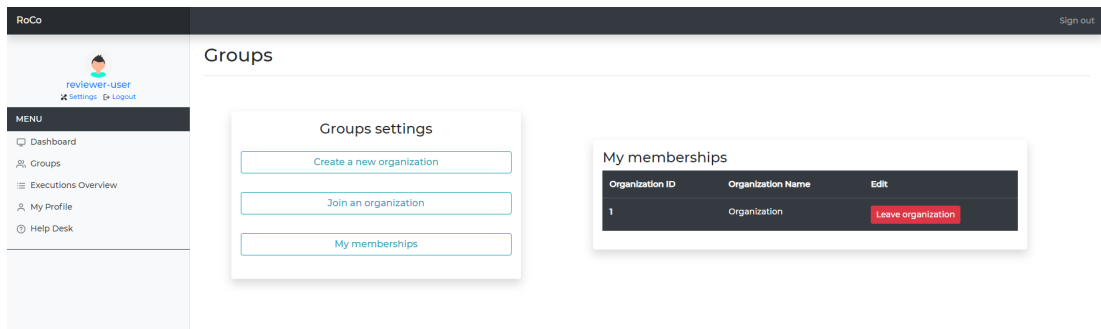 RoCo
Sign out
reviewer-user
Settings Logout
MENU
Dashboard
Groups
Executions Overview
My Profile
Help Desk
Groups
Groups settings
Create a new organization
Join an organization
My memberships
My memberships
Organization ID Organization Name Edit
1 Organization Leave organization